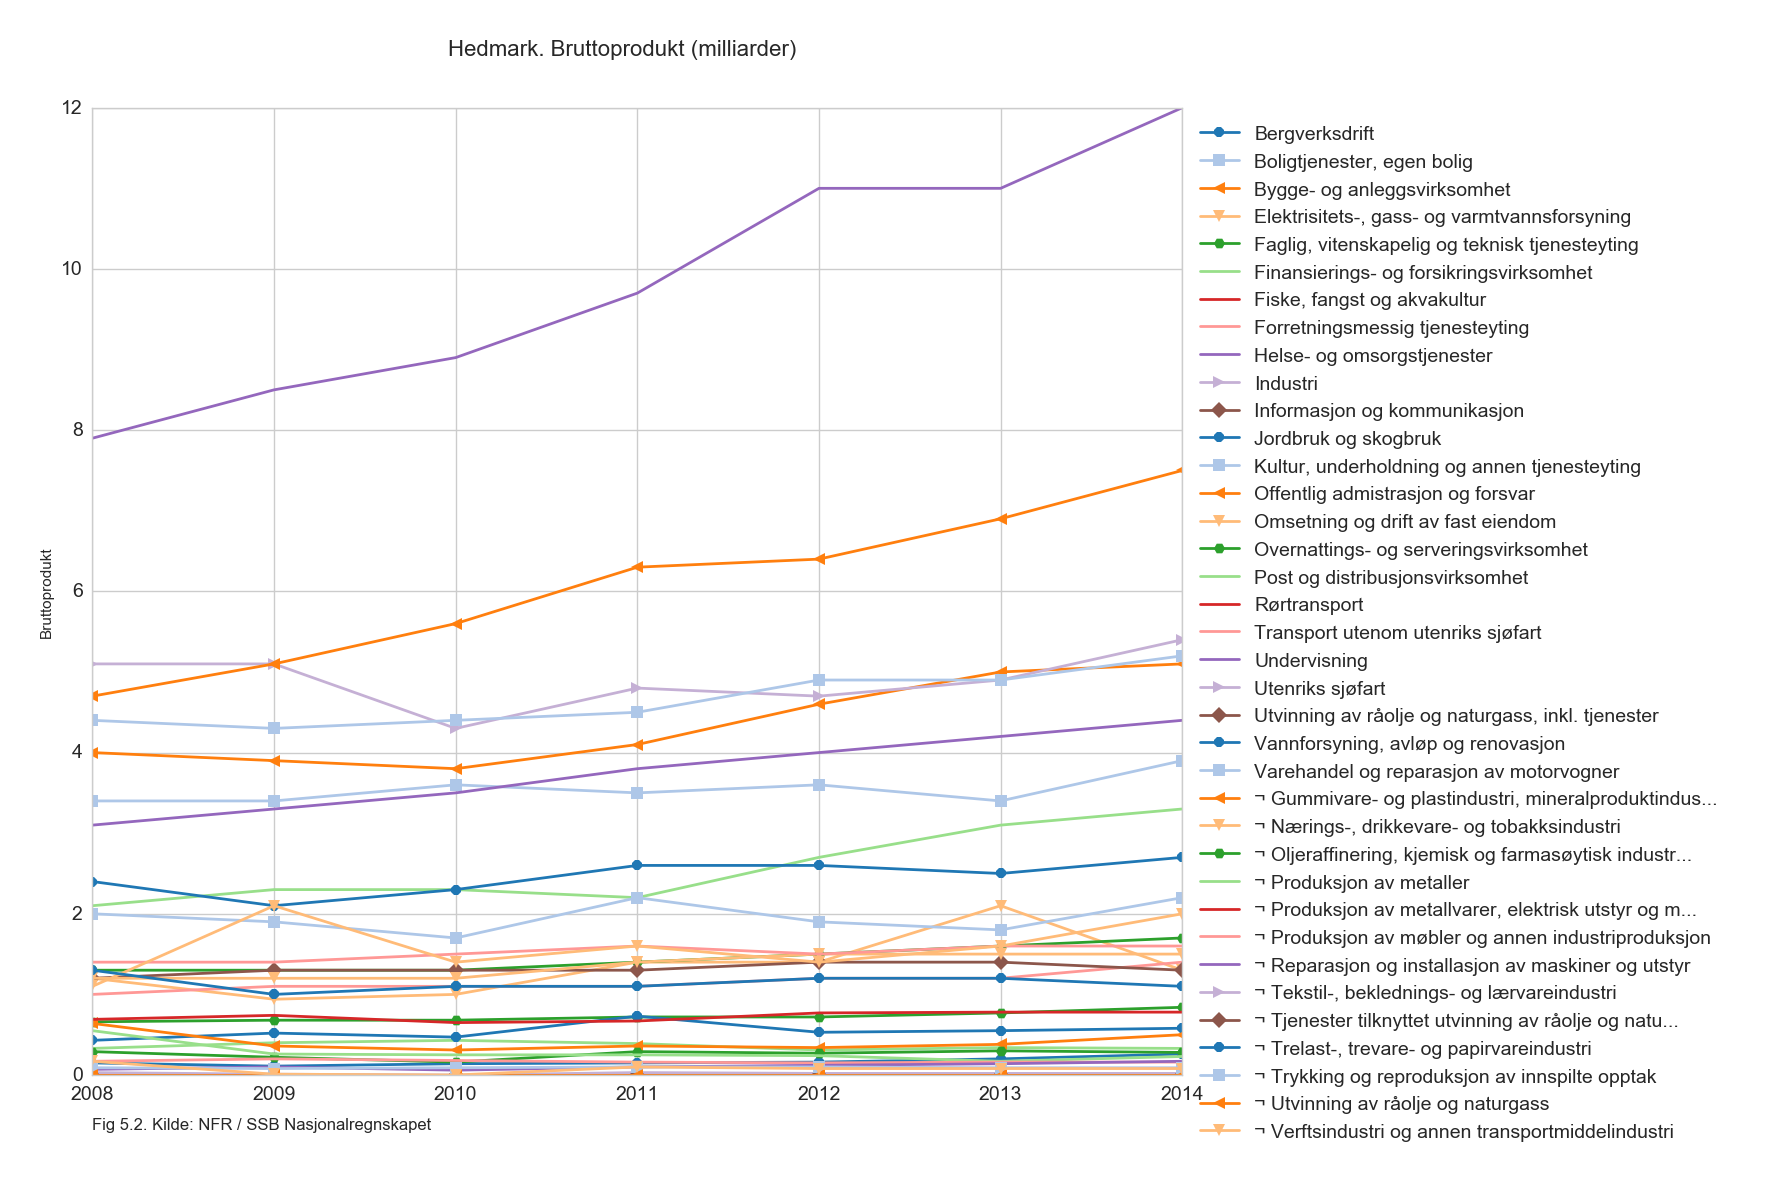 Hedmark. Bruttoprodukt (milliarder)
12
10
8
6
4
2
0
Bruttoprodukt
2008 2009 2010 2011 2012 2013 2014
Fig 5.2. Kilde: NFR / SSB Nasjonalregnskapet
Bergverksdrift
Boligtjenester, egen bolig
Bygge- og anleggsvirksomhet
Elektrisitets-, gass- og varmtvannsforsyning
Faglig, vitenskapelig og teknisk tjenesteyting
Finansierings- og forsikringsvirksomhet
Fiske, fangst og akvakultur
Forretningsmessig tjenesteyting
Helse- og omsorgstjenester
Industri
Informasjon og kommunikasjon
Jordbruk og skogbruk
Kultur, underholdning og annen tjenesteyting
Offentlig admistrasjon og forsvar
Omsetning og drift av fast eiendom
Overnattings- og serveringsvirksomhet
Post og distribusjonsvirksomhet
Rørtransport
Transport utenom utenriks sjøfart
Undervisning
Utenriks sjøfart
Utvinning av råolje og naturgass, inkl. tjenester
Vannforsyning, avløp og renovasjon
Varehandel og reparasjon av motorvogner
¬ Gummivare- og plastindustri, mineralproduktindus...
¬ Nærings-, drikkevare- og tobakksindustri
¬ Oljeraffinering, kjemisk og farmasøytisk industr...
¬ Produksjon av metaller
¬ Produksjon av metallvarer, elektrisk utstyr og m...
¬ Produksjon av møbler og annen industriproduksjon
¬ Reparasjon og installasjon av maskiner og utstyr
¬ Tekstil-, beklednings- og lærvareindustri
¬ Tjenester tilknyttet utvinning av råolje og natu...
¬ Trelast-, trevare- og papirvareindustri
¬ Trykking og reproduksjon av innspilte opptak
¬ Utvinning av råolje og naturgass
¬ Verftsindustri og annen transportmiddelindustri